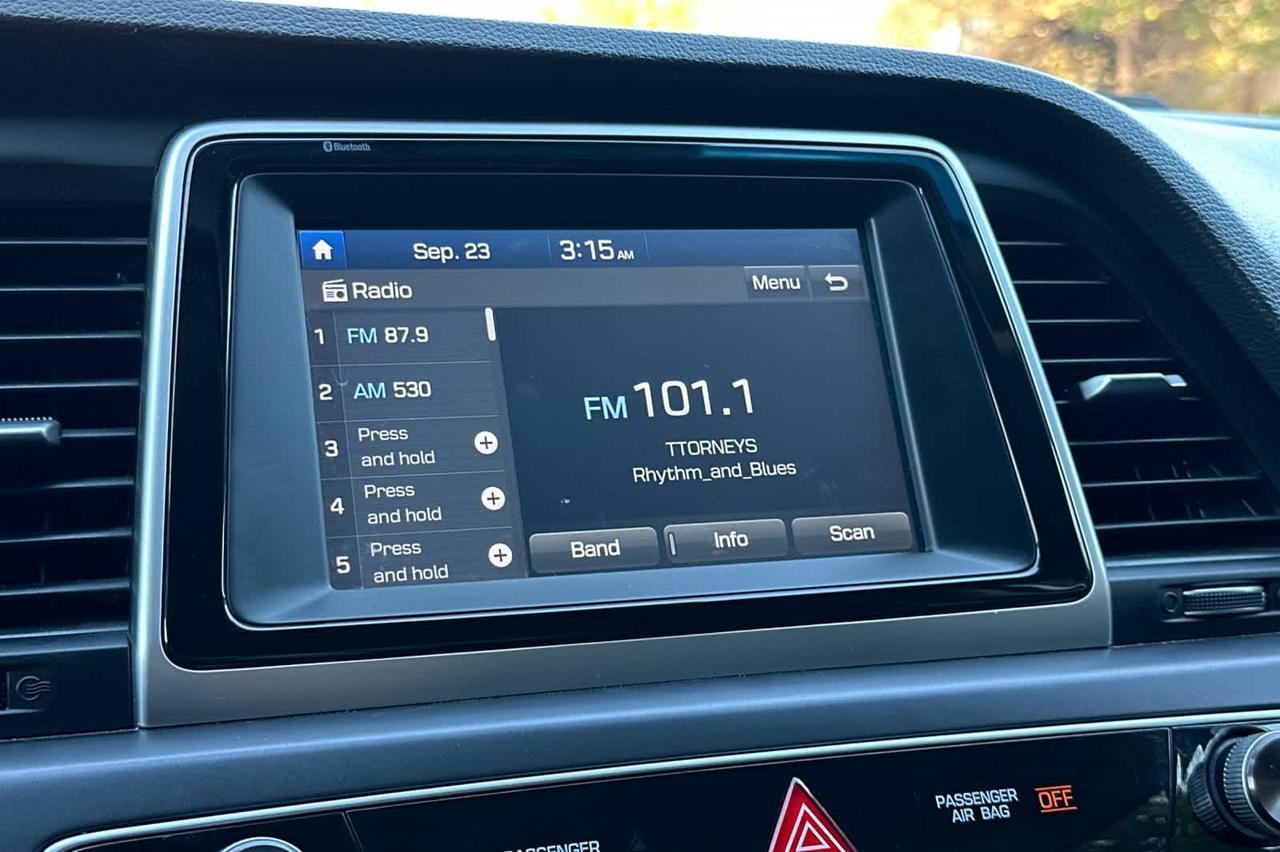 Bluetooth
Sep. 23
3:15 AM
Radio
Menu
1 FM 87.9
2 AM 530
3 Press
and hold
4 Press
and hold
5 Press
and hold
FM 101.1
TTORNEYS
Rhythm_and_Blues
Band
Info
Scan
PASSENGER
AIR BAG
OFF
PASSENGER